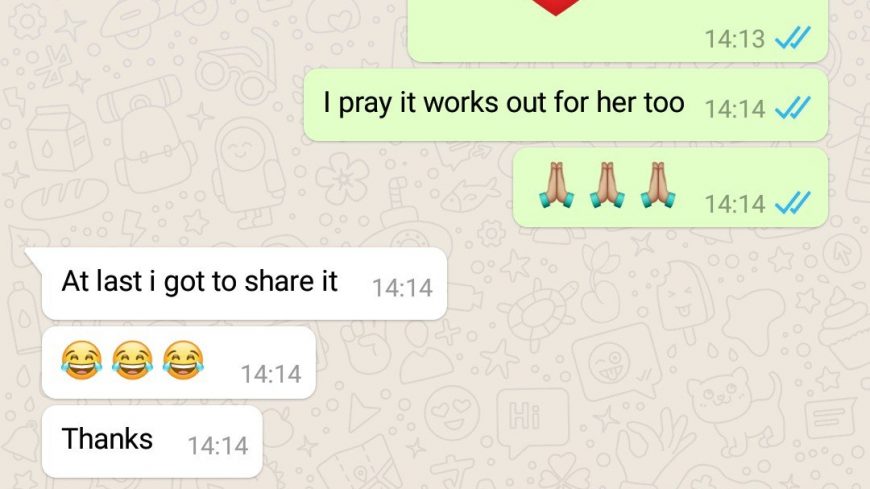 14:13
I pray it works out for her too 14:14
🙏🏽🙏🏽🙏🏽 14:14
At last i got to share it 14:14
😂😂😂 14:14
Thanks 14:14
Hi